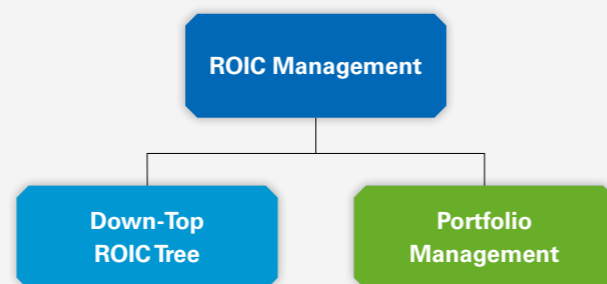 ROIC Management
Down-Top
ROIC Tree
Portfolio
Management